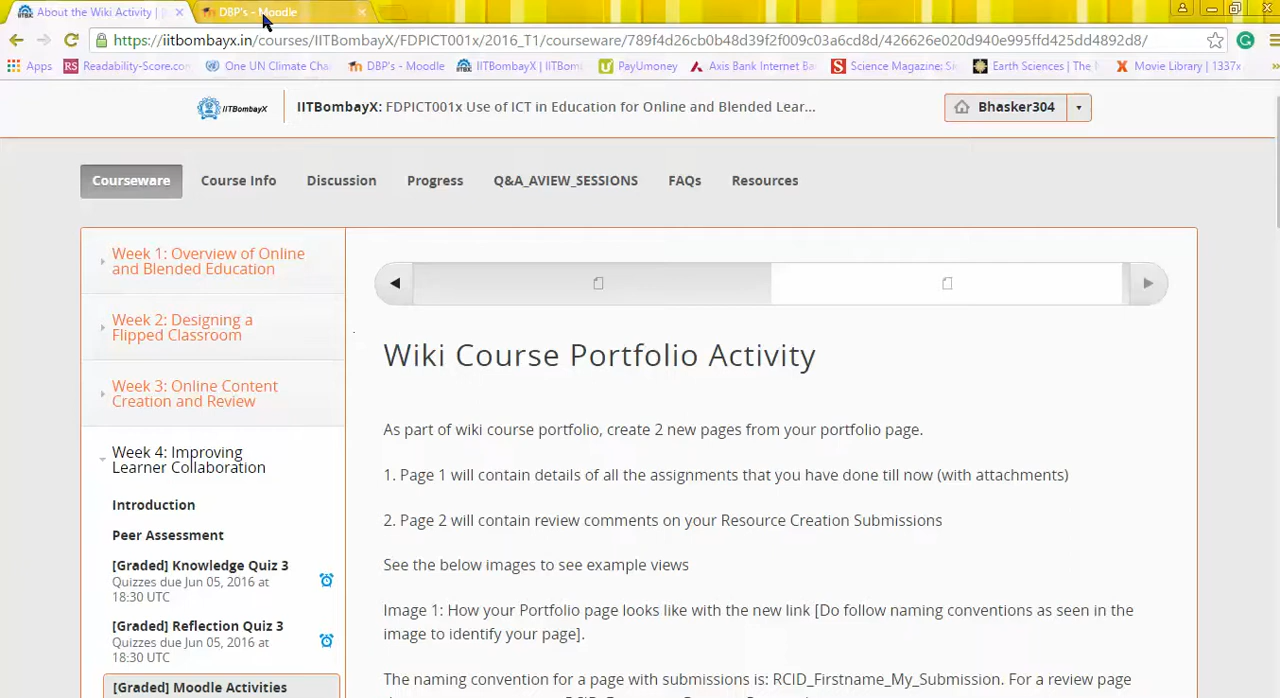 About the Wiki Activity |
DBP's - Moodle
https://iitbombayx.in/courses/IITBombayX/FDPICT001x/2016_T1/courseware/789f4d26cb0b48d39f2f009c03a6cd8d/426626e020d940e995ffd425dd4892d8/
Apps RS Readability-Score.co One UN Climate Cha DBP's - Moodle IITBombayX | IITBom PayUmoney Axis Bank Internet Ba S Science Magazine: S Earth Sciences | The Movie Library | 1337x »
IITBombayX IITBombayX: FDPICT001x Use of ICT in Education for Online and Blended Lear... Bhasker304
Courseware Course Info Discussion Progress Q&A_AVIEW_SESSIONS FAQs Resources
Week 1: Overview of Online
and Blended Education
Week 2: Designing a
Flipped Classroom
Week 3: Online Content
Creation and Review
Week 4: Improving
Learner Collaboration
Introduction
Peer Assessment
[Graded] Knowledge Quiz 3
Quizzes due Jun 05, 2016 at
18:30 UTC
[Graded] Reflection Quiz 3
Quizzes due Jun 05, 2016 at
18:30 UTC
[Graded] Moodle Activities
Wiki Course Portfolio Activity
As part of wiki course portfolio, create 2 new pages from your portfolio page.
1. Page 1 will contain details of all the assignments that you have done till now (with attachments)
2. Page 2 will contain review comments on your Resource Creation Submissions
See the below images to see example views
Image 1: How your Portfolio page looks like with the new link [Do follow naming conventions as seen in the
image to identify your page].
The naming convention for a page with submissions is: RCID_Firstname_My_Submission. For a review page